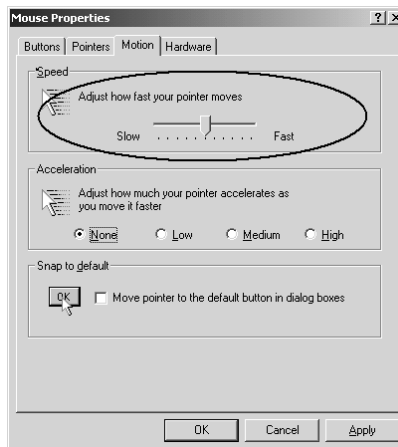 Mouse Properties
Buttons Pointers Motion Hardware
Speed
Adjust how fast your pointer moves
Slow Fast
Acceleration
Adjust how much your pointer accelerates as
you move it faster
None Low Medium High
Snap to default
OK Move pointer to the default button in dialog boxes
OK Cancel Apply